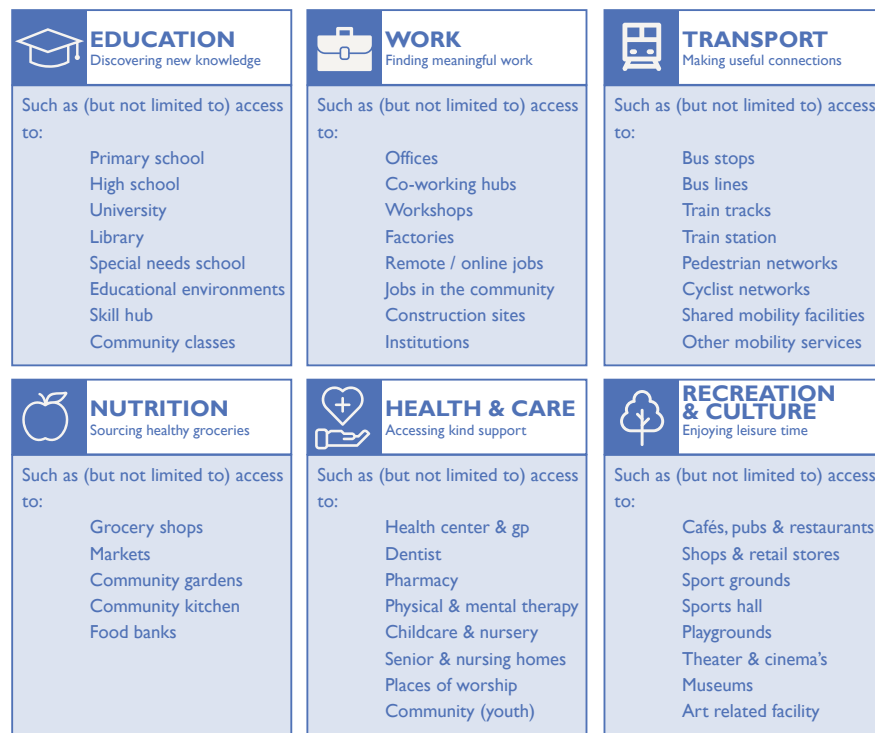 EDUCATION
Discovering new knowledge
Such as (but not limited to) access
to:
Primary school
High school
University
Library
Special needs school
Educational environments
Skill hub
Community classes
WORK
Finding meaningful work
Such as (but not limited to) access
to:
Offices
Co-working hubs
Workshops
Factories
Remote / online jobs
Jobs in the community
Construction sites
Institutions
TRANSPORT
Making useful connections
Such as (but not limited to) access
to:
Bus stops
Bus lines
Train tracks
Train station
Pedestrian networks
Cyclist networks
Shared mobility facilities
Other mobility services
NUTRITION
Sourcing healthy groceries
Such as (but not limited to) access
to:
Grocery shops
Markets
Community gardens
Community kitchen
Food banks
HEALTH & CARE
Accessing kind support
Such as (but not limited to) access
to:
Health center & gp
Dentist
Pharmacy
Physical & mental therapy
Childcare & nursery
Senior & nursing homes
Places of worship
Community (youth)
RECREATION
& CULTURE
Enjoying leisure time
Such as (but not limited to) access
to:
Cafés, pubs & restaurants
Shops & retail stores
Sport grounds
Sports hall
Playgrounds
Theater & cinema's
Museums
Art related facility